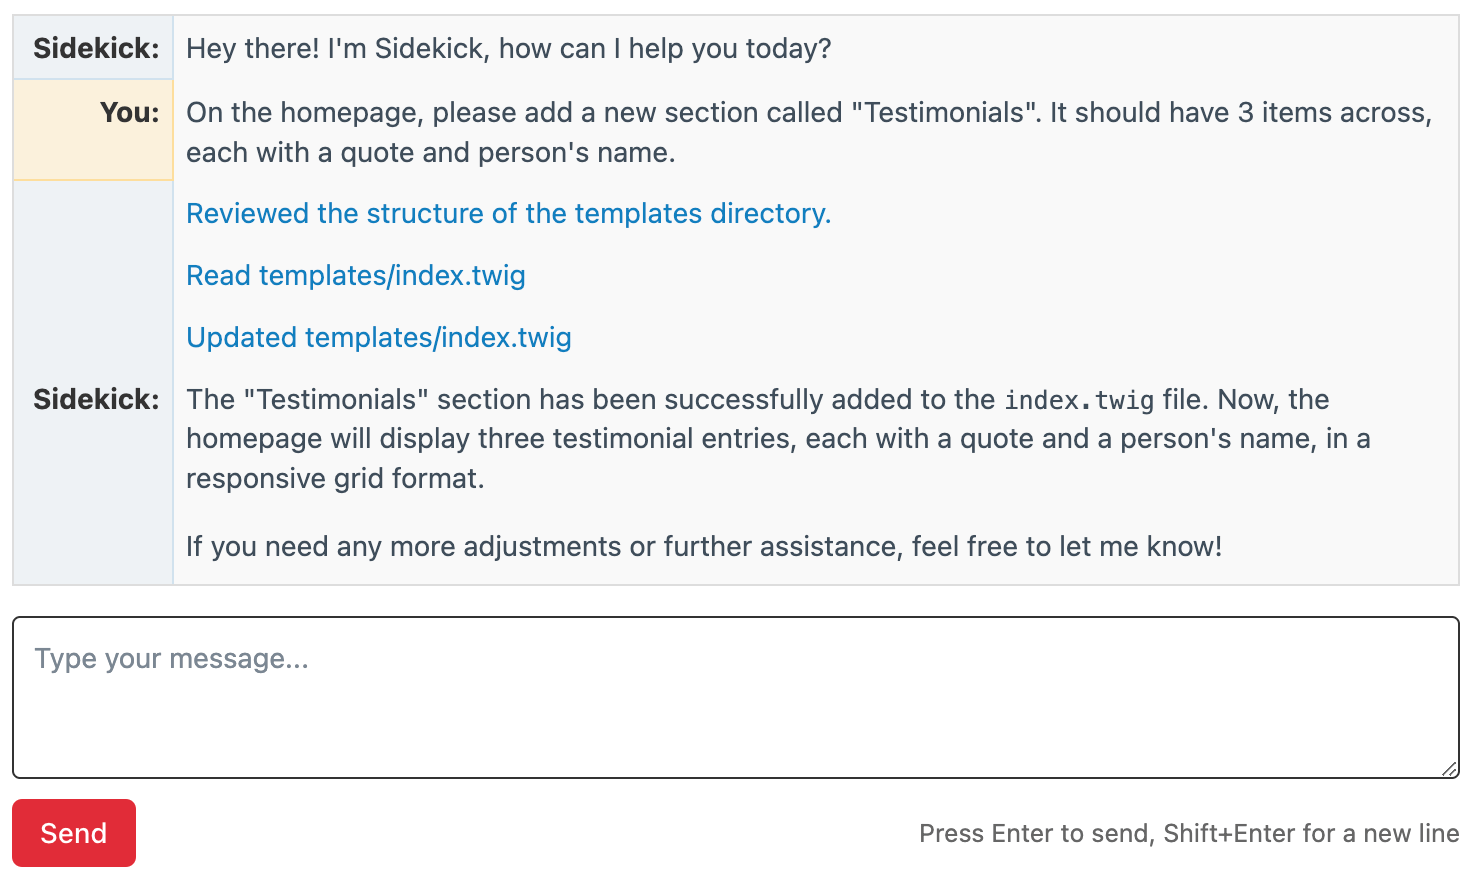 Sidekick: Hey there! I'm Sidekick, how can I help you today?
You: On the homepage, please add a new section called "Testimonials". It should have 3 items across,
each with a quote and person's name.
Reviewed the structure of the templates directory.
Read templates/index.twig
Updated templates/index.twig
Sidekick: The "Testimonials" section has been successfully added to the index.twig file. Now, the
homepage will display three testimonial entries, each with a quote and a person's name, in a
responsive grid format.
If you need any more adjustments or further assistance, feel free to let me know!
Type your message...
Send
Press Enter to send, Shift+Enter for a new line